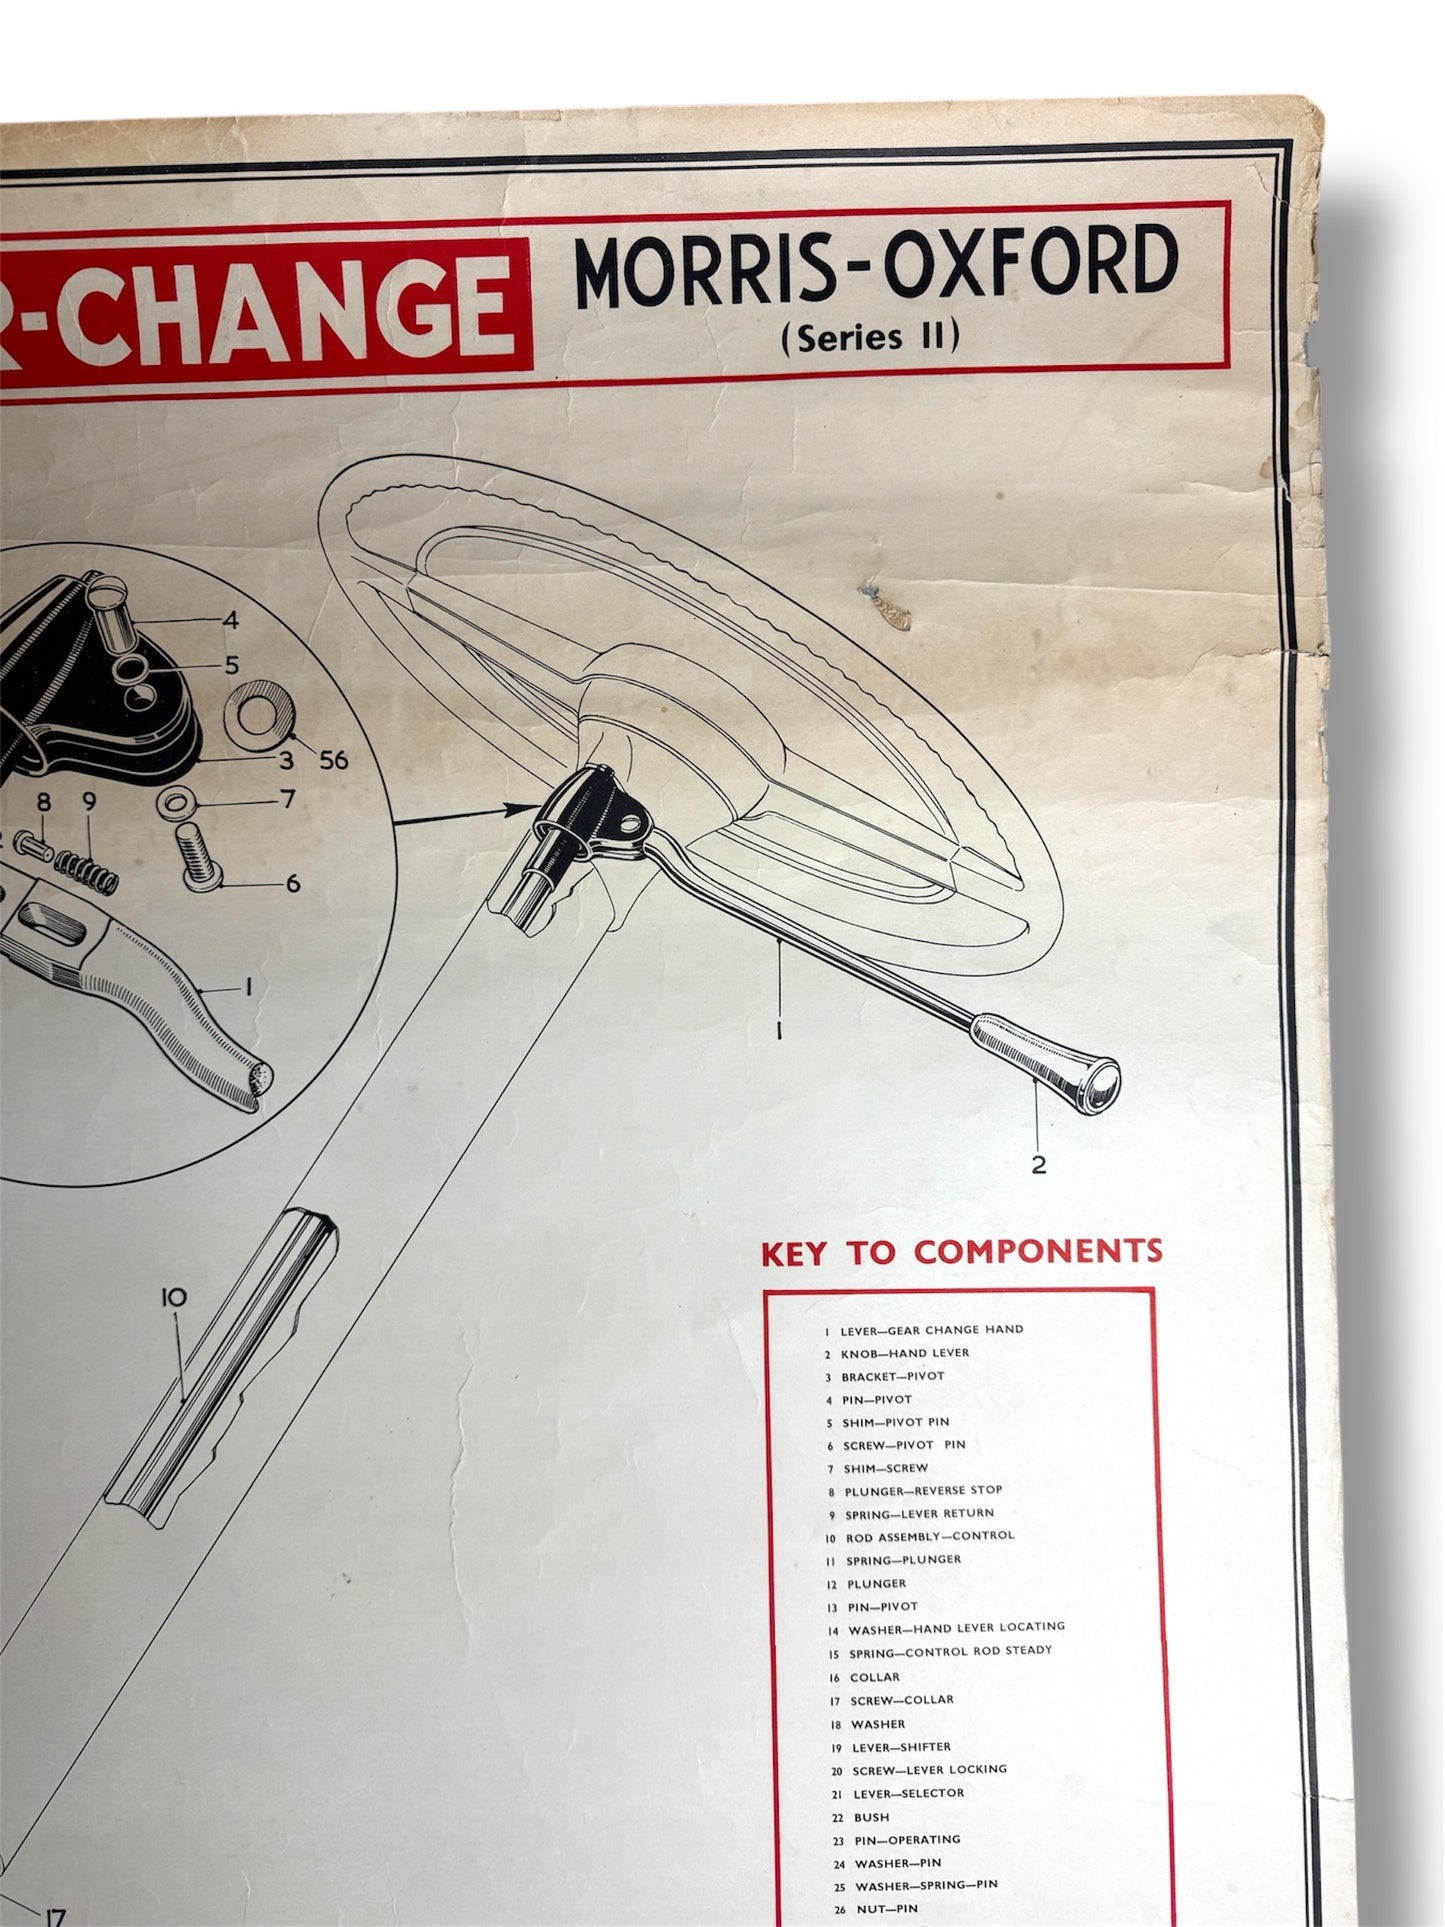 R-CHANGE
MORRIS-OXFORD
(Series II)
4
5
56
3
8
9
7
6
1
1
2
10
17
KEY TO COMPONENTS
1 LEVER—GEAR CHANGE HAND
2 KNOB—HAND LEVER
3 BRACKET—PIVOT
4 PIN—PIVOT
5 SHIM—PIVOT PIN
6 SCREW—PIVOT PIN
7 SHIM—SCREW
8 PLUNGER—REVERSE STOP
9 SPRING—LEVER RETURN
10 ROD ASSEMBLY—CONTROL
11 SPRING—PLUNGER
12 PLUNGER
13 PIN—PIVOT
14 WASHER—HAND LEVER LOCATING
15 SPRING—CONTROL ROD STEADY
16 COLLAR
17 SCREW—COLLAR
18 WASHER
19 LEVER—SHIFTER
20 SCREW—LEVER LOCKING
21 LEVER—SELECTOR
22 BUSH
23 PIN—OPERATING
24 WASHER—PIN
25 WASHER—SPRING—PIN
26 NUT—PIN